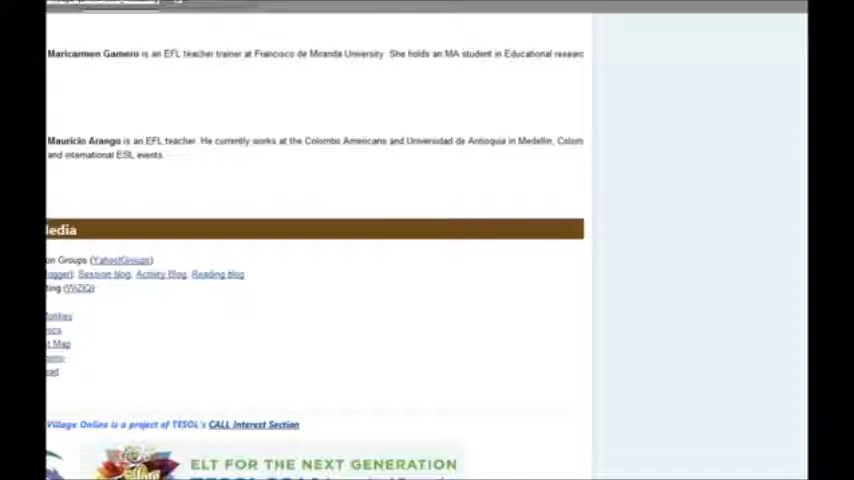 Maricarmen Gamero is an EFL teacher trainer at Francisco de Miranda University. She holds an MA student in Educational researc
Mauricio Arango is an EFL teacher. He currently works at the Colombo Americano and Universidad de Antioquia in Medellin, Colom
and international ESL events.
ledia
on Groups (YahooGroups)
logger): Session blog, Activity Blog, Reading blog
ting (WiZiQ)
Monkey
t Map
Village Online is a project of TESOL's CALL Interest Section
ELT FOR THE NEXT GENERATION